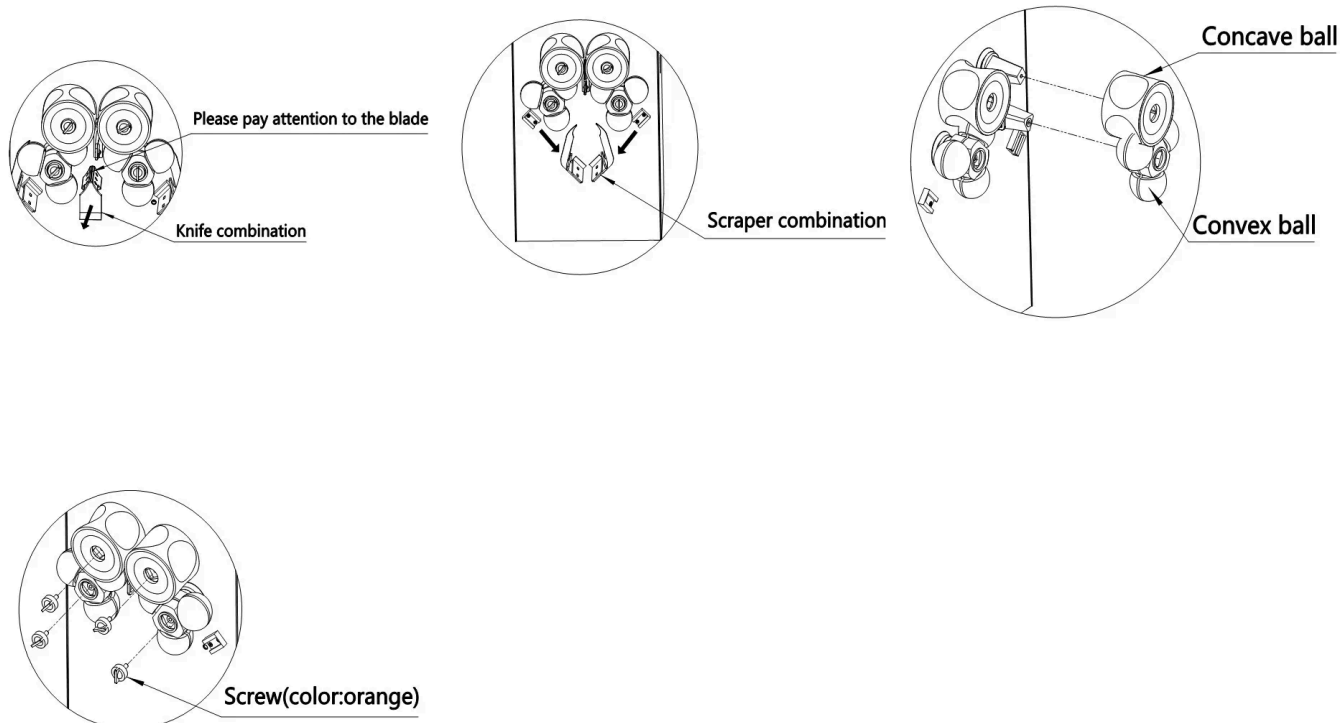 Concave ball
Please pay attention to the blade
Scraper combination
Convex ball
Knife combination
Screw(color:orange)